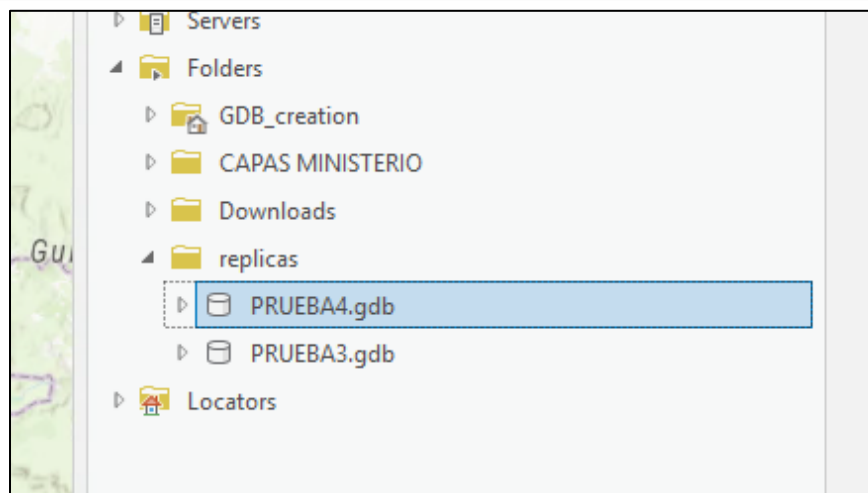 Servers
Folders
GDB_creation
CAPAS MINISTERIO
Downloads
replicas
PRUEBA4.gdb
PRUEBA3.gdb
Locators